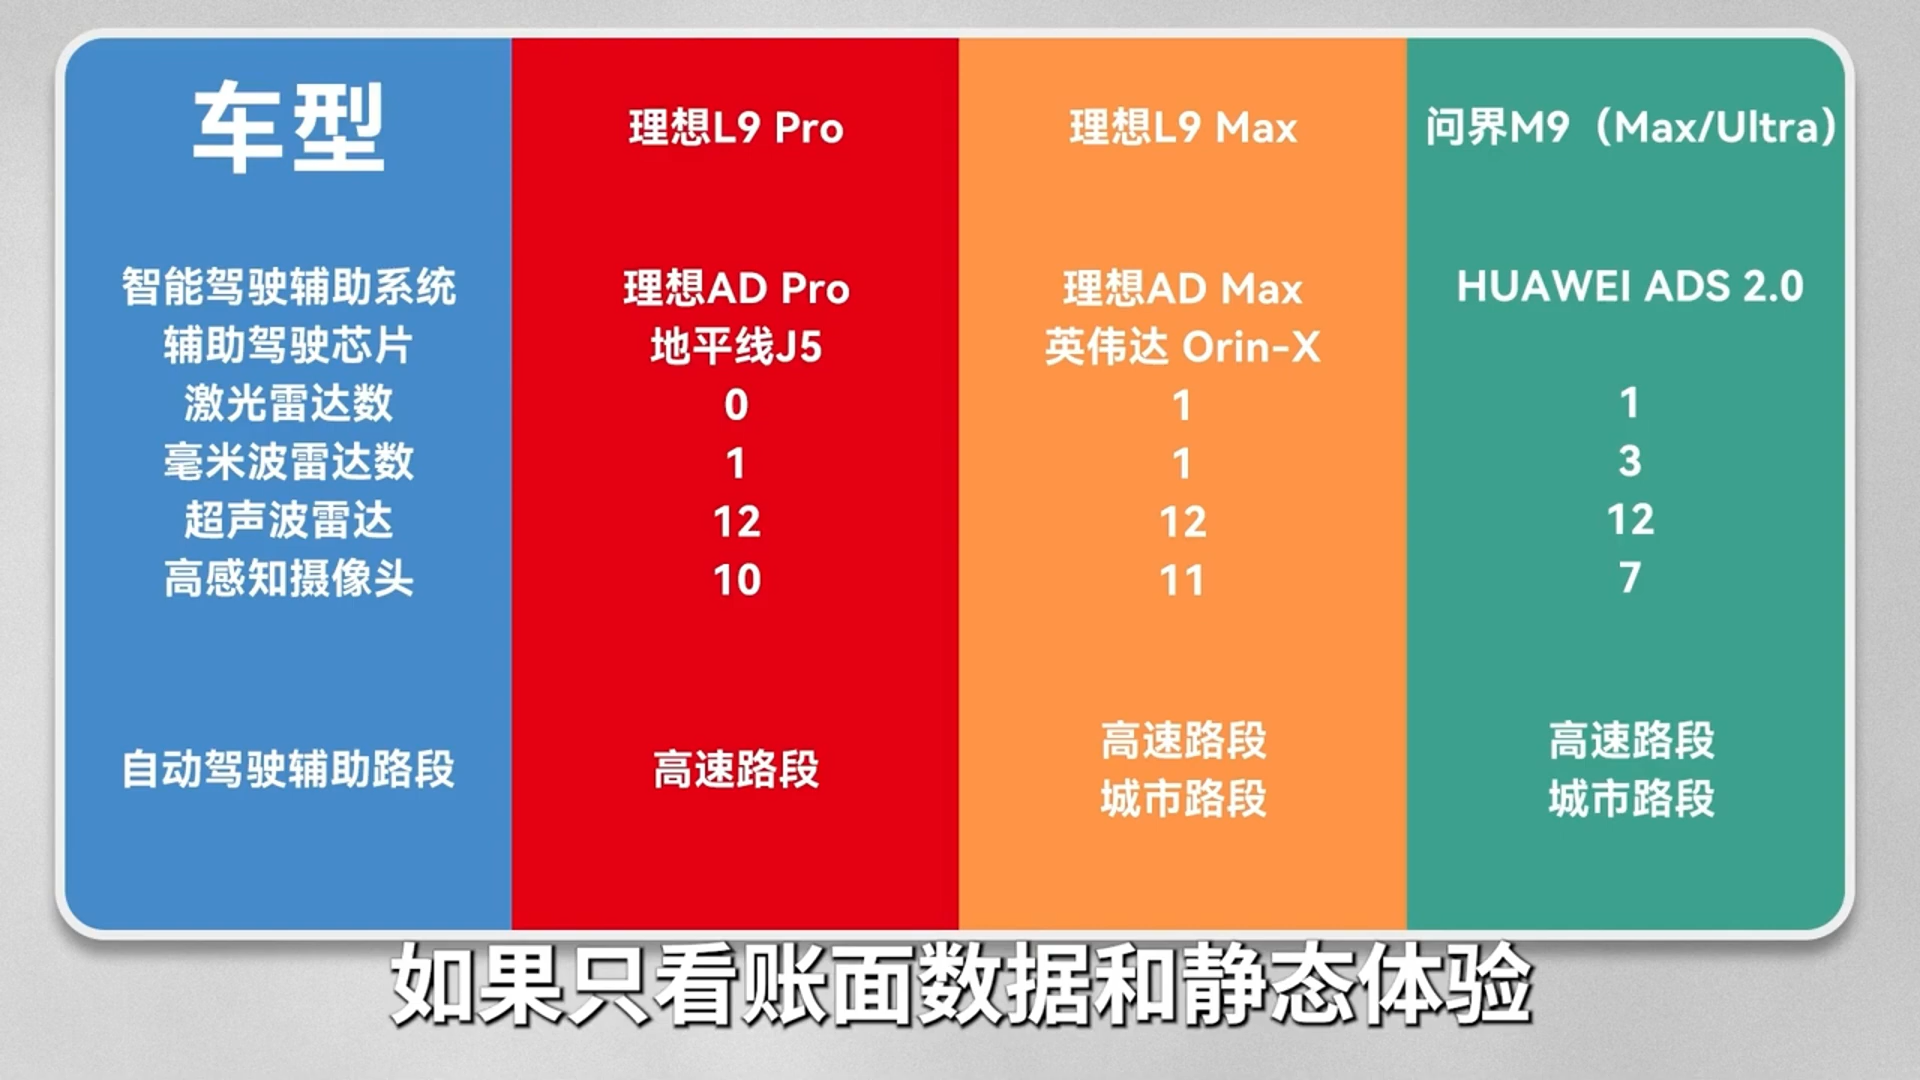 车型 理想L9 Pro 理想L9 Max 问界M9（Max/Ultra）
智能驾驶辅助系统 理想AD Pro 理想AD Max HUAWEI ADS 2.0
辅助驾驶芯片 地平线J5 英伟达 Orin-X
激光雷达数 0 1 1
毫米波雷达数 1 1 3
超声波雷达 12 12 12
高感知摄像头 10 11 7
自动驾驶辅助路段 高速路段 高速路段 高速路段
城市路段 城市路段
如果只看账面数据和静态体验